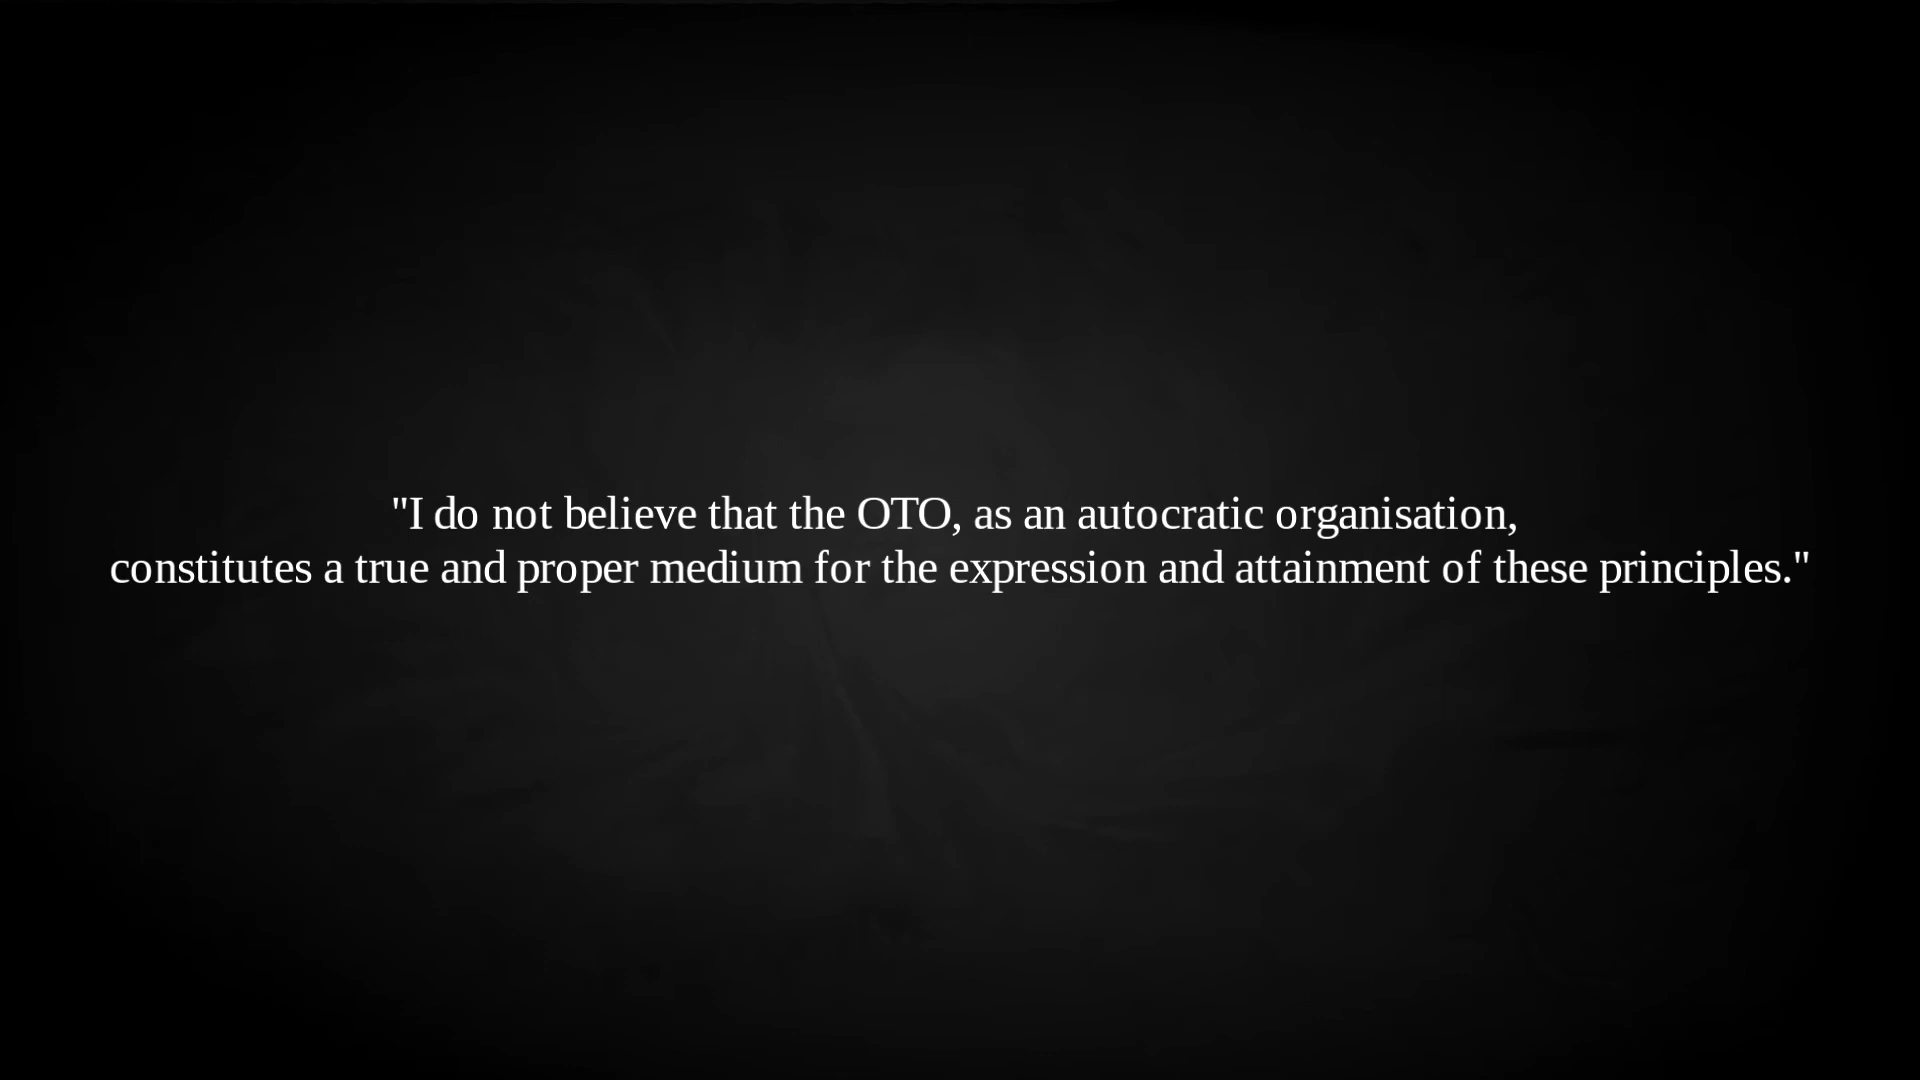 "I do not believe that the OTO, as an autocratic organisation,
constitutes a true and proper medium for the expression and attainment of these principles."